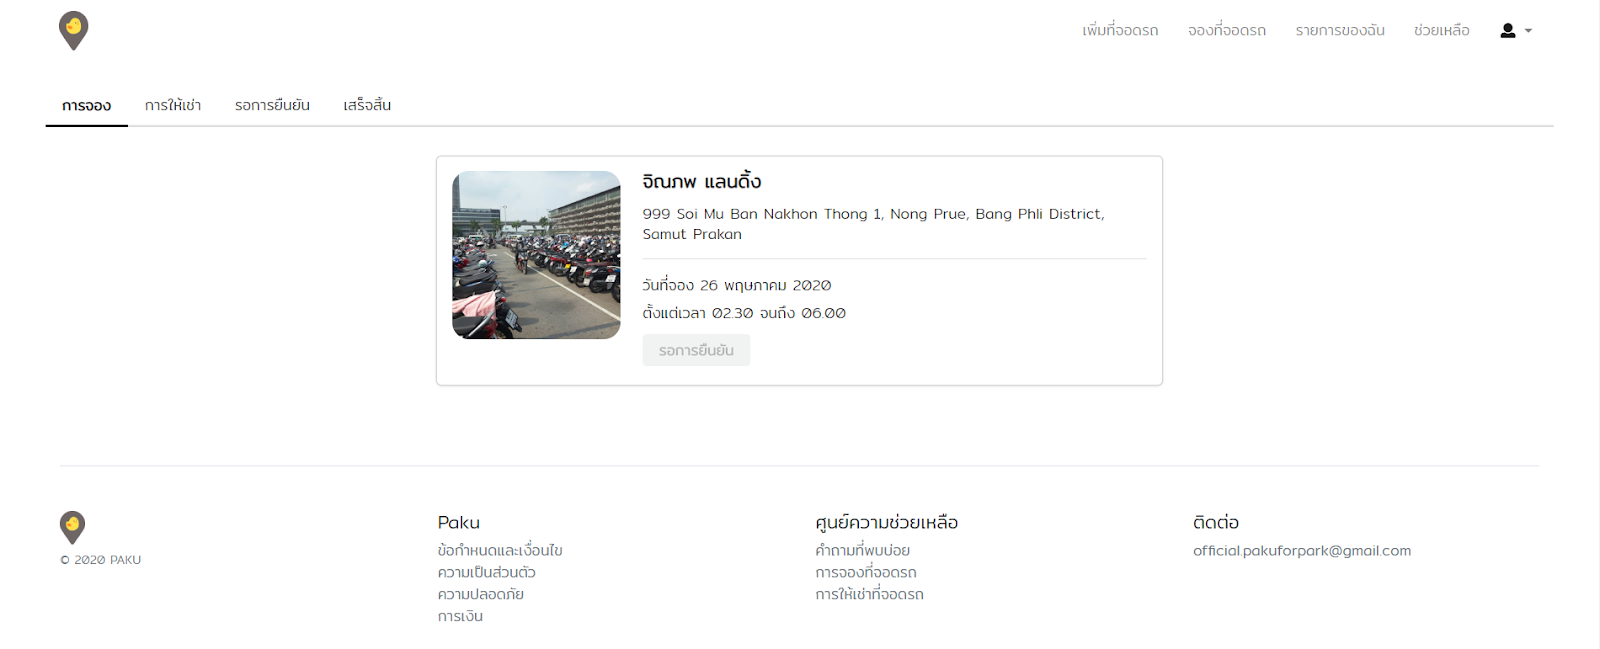 เพิ่มที่จอดรถ จองที่จอดรถ รายการของฉัน ช่วยเหลือ
การจอง การให้เช่า รอการยืนยัน เสร็จสิ้น
จิณภพ แลนดิ้ง
999 Soi Mu Ban Nakhon Thong 1, Nong Prue, Bang Phli District,
Samut Prakan
วันที่จอง 26 พฤษภาคม 2020
ตั้งแต่เวลา 02.30 จนถึง 06.00
รอการยืนยัน
© 2020 PAKU
Paku
ข้อกำหนดและเงื่อนไข
ความเป็นส่วนตัว
ความปลอดภัย
การเงิน
ศูนย์ความช่วยเหลือ
คำถามที่พบบ่อย
การจองที่จอดรถ
การให้เช่าที่จอดรถ
ติดต่อ
official.pakuforpark@gmail.com